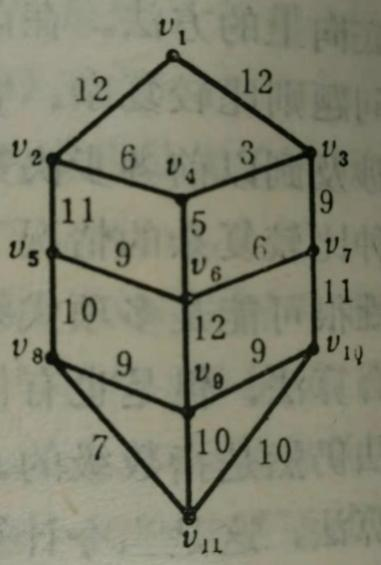 v₁
12 12
v₂ 6 v₄ 3 v₃
11 5 9
v₅ 9 v₆ 6 v₇
10 12 11
v₈ 9 v₉ 9 v₁₀
7 10 10
v₁₁